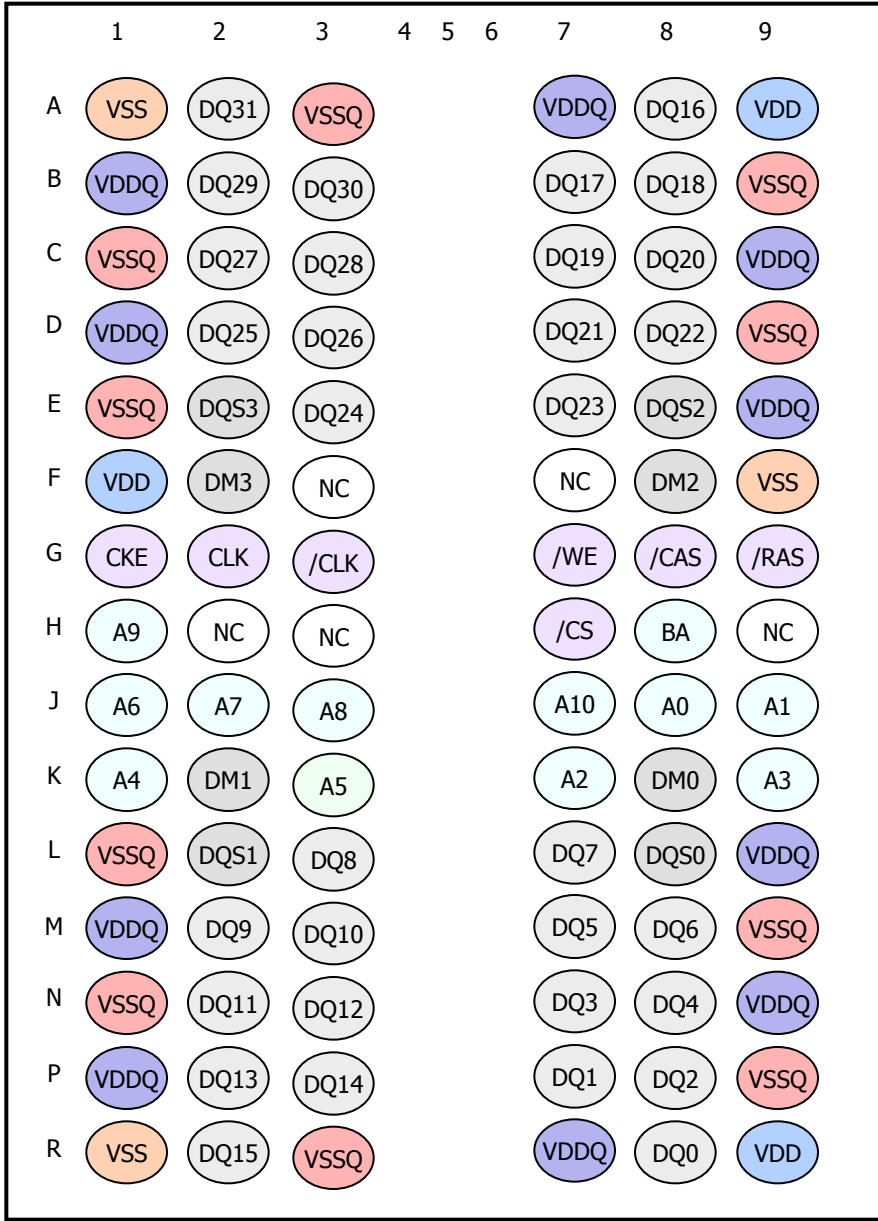 1 2 3 4 5 6 7 8 9
A VSS DQ31 VSSQ VDDQ DQ16 VDD
B VDDQ DQ29 DQ30 DQ17 DQ18 VSSQ
C VSSQ DQ27 DQ28 DQ19 DQ20 VDDQ
D VDDQ DQ25 DQ26 DQ21 DQ22 VSSQ
E VSSQ DQS3 DQ24 DQ23 DQS2 VDDQ
F VDD DM3 NC NC DM2 VSS
G CKE CLK /CLK /WE /CAS /RAS
H A9 NC NC /CS BA NC
J A6 A7 A8 A10 A0 A1
K A4 DM1 A5 A2 DM0 A3
L VSSQ DQS1 DQ8 DQ7 DQS0 VDDQ
M VDDQ DQ9 DQ10 DQ5 DQ6 VSSQ
N VSSQ DQ11 DQ12 DQ3 DQ4 VDDQ
P VDDQ DQ13 DQ14 DQ1 DQ2 VSSQ
R VSS DQ15 VSSQ VDDQ DQ0 VDD